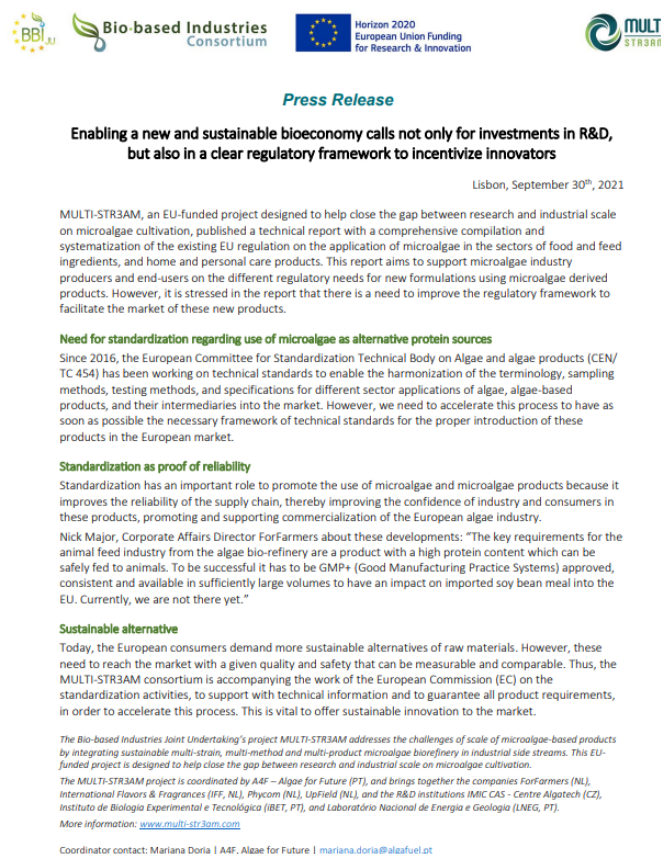 BBI JU
Bio-based Industries
Consortium
Horizon 2020
European Union Funding
for Research & Innovation
MULT
STR3AM
Press Release
Enabling a new and sustainable bioeconomy calls not only for investments in R&D,
but also in a clear regulatory framework to incentivize innovators
Lisbon, September 30th, 2021
MULTI-STR3AM, an EU-funded project designed to help close the gap between research and industrial scale
on microalgae cultivation, published a technical report with a comprehensive compilation and
systematization of the existing EU regulation on the application of microalgae in the sectors of food and feed
ingredients, and home and personal care products. This report aims to support microalgae industry
producers and end-users on the different regulatory needs for new formulations using microalgae derived
products. However, it is stressed in the report that there is a need to improve the regulatory framework to
facilitate the market of these new products.
Need for standardization regarding use of microalgae as alternative protein sources
Since 2016, the European Committee for Standardization Technical Body on Algae and algae products (CEN/
TC 454) has been working on technical standards to enable the harmonization of the terminology, sampling
methods, testing methods, and specifications for different sector applications of algae, algae-based
products, and their intermediaries into the market. However, we need to accelerate this process to have as
soon as possible the necessary framework of technical standards for the proper introduction of these
products in the European market.
Standardization as proof of reliability
Standardization has an important role to promote the use of microalgae and microalgae products because it
improves the reliability of the supply chain, thereby improving the confidence of industry and consumers in
these products, promoting and supporting commercialization of the European algae industry.
Nick Major, Corporate Affairs Director ForFarmers about these developments: "The key requirements for the
animal feed industry from the algae bio-refinery are a product with a high protein content which can be
safely fed to animals. To be successful it has to be GMP+ (Good Manufacturing Practice Systems) approved,
consistent and available in sufficiently large volumes to have an impact on imported soy bean meal into the
EU. Currently, we are not there yet."
Sustainable alternative
Today, the European consumers demand more sustainable alternatives of raw materials. However, these
need to reach the market with a given quality and safety that can be measurable and comparable. Thus, the
MULTI-STR3AM consortium is accompanying the work of the European Commission (EC) on the
standardization activities, to support with technical information and to guarantee all product requirements,
in order to accelerate this process. This is vital to offer sustainable innovation to the market.
The Bio-based Industries Joint Undertaking's project MULTI-STR3AM addresses the challenges of scale of microalgae-based products
by integrating sustainable multi-strain, multi-method and multi-product microalgae biorefinery in industrial side streams. This EU-
funded project is designed to help close the gap between research and industrial scale on microalgae cultivation.
The MULTI-STR3AM project is coordinated by A4F – Algae for Future (PT), and brings together the companies ForFarmers (NL),
International Flavors & Fragrances (IFF, NL), Phycom (NL), UpField (NL), and the R&D institutions IMIC CAS - Centre Algatech (CZ),
Instituto de Biologia Experimental e Tecnológica (iBET, PT), and Laboratório Nacional de Energia e Geologia (LNEG, PT).
More information: www.multi-str3am.com
Coordinator contact: Mariana Doria | A4F, Algae for Future | mariana.doria@algafuel.pt